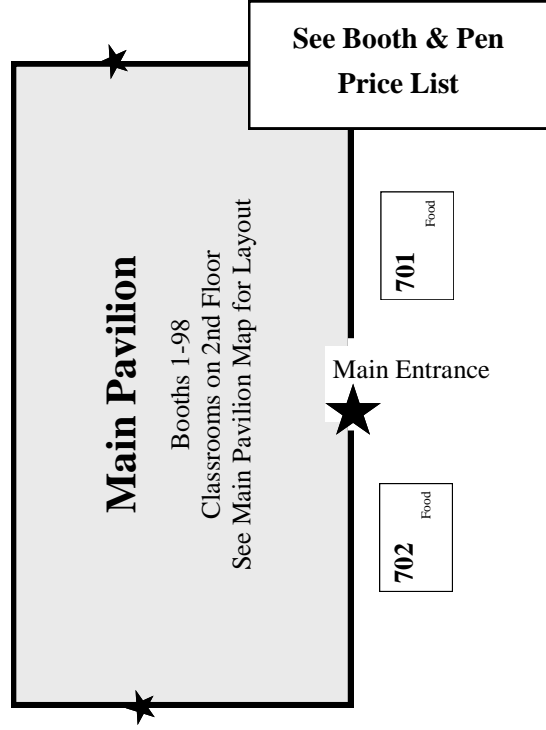 See Booth & Pen
Price List
Main Pavilion
Booths 1-98
Classrooms on 2nd Floor
See Main Pavilion Map for Layout
701
Food
Main Entrance
702
Food